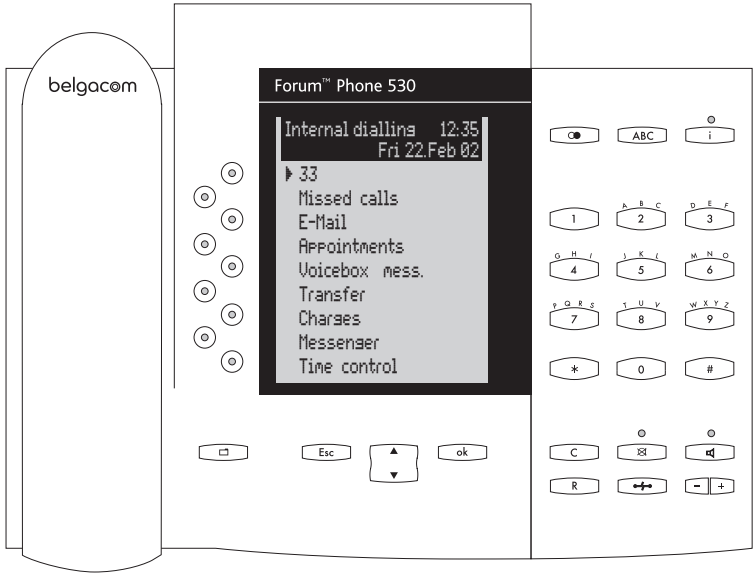 belgacom
Forum™ Phone 530
Internal dialling 12:35
Fri 22.Feb 02
33
Missed calls
E-Mail
Appointments
Voicebox mess.
Transfer
Charges
Messenger
Time control
ABC i
1 A B C 2 D E F 3
G H I 4 J K L 5 M N O 6
P Q R S 7 T U V 8 W X Y Z 9
* 0 #
Esc ok C
R - +